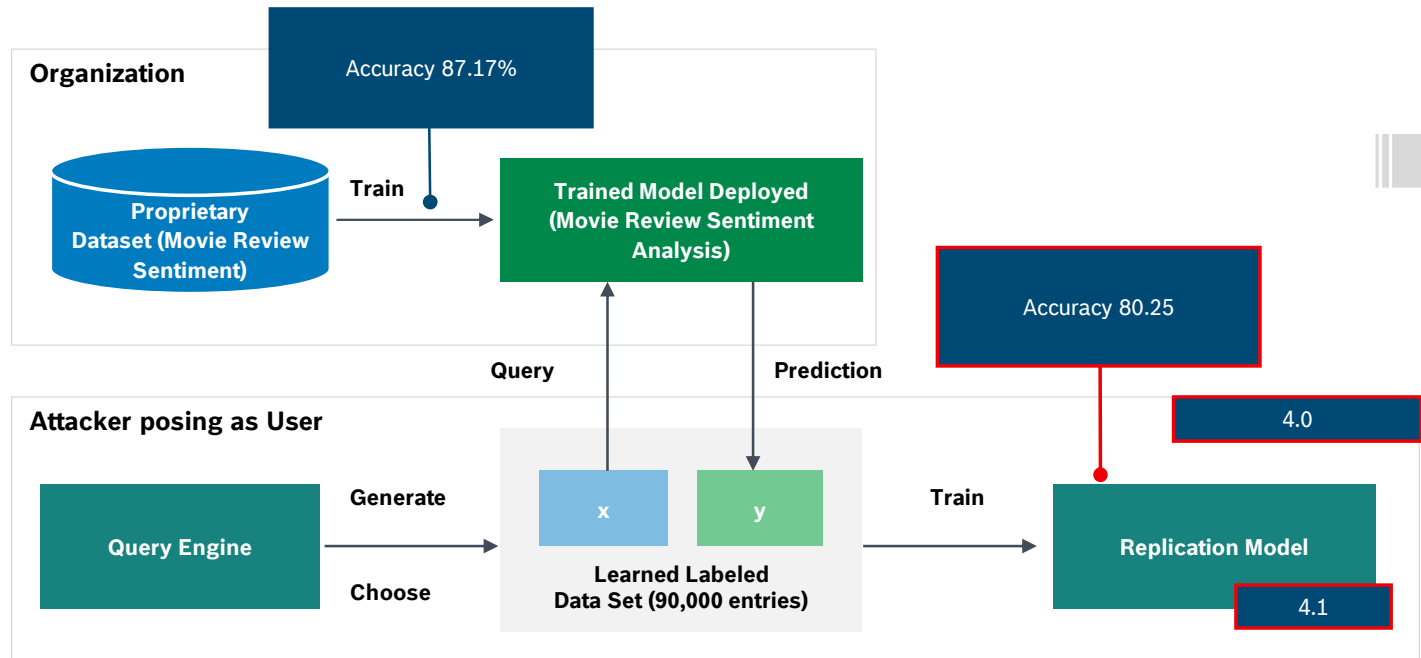 Accuracy 87.17%
Organization
Train
Proprietary
Dataset (Movie Review
Sentiment)
Trained Model Deployed
(Movie Review Sentiment
Analysis)
Accuracy 80.25
Query
Prediction
Attacker posing as User
4.0
Query Engine
Generate
Choose
x
y
Learned Labeled
Data Set (90,000 entries)
Train
Replication Model
4.1